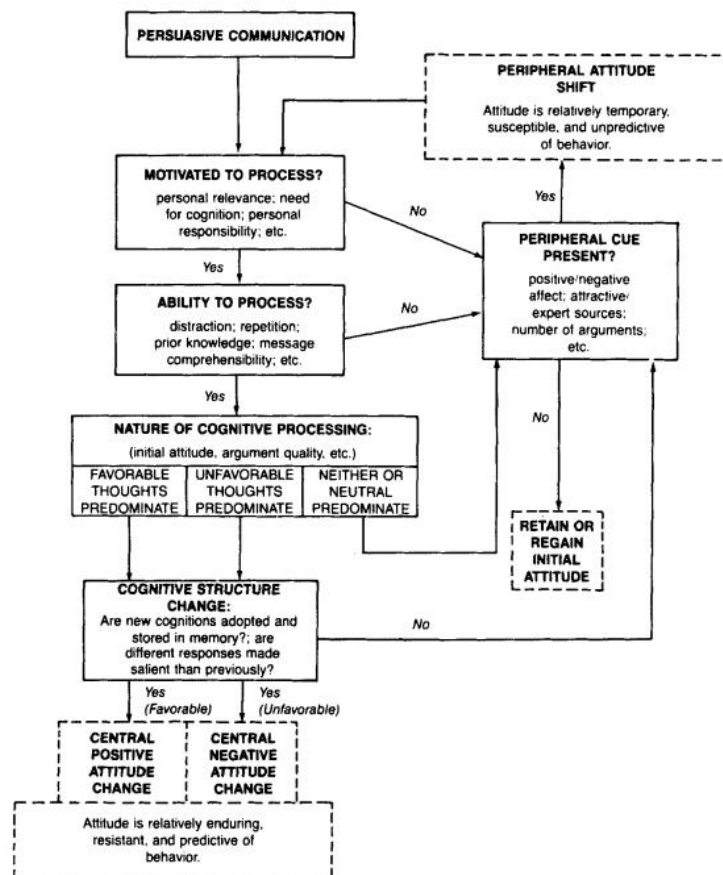 PERSUASIVE COMMUNICATION
PERIPHERAL ATTITUDE
SHIFT
Attitude is relatively temporary,
susceptible, and unpredictive
of behavior.
MOTIVATED TO PROCESS?
personal relevance; need
for cognition; personal
responsibility; etc.
No
Yes
Yes
PERIPHERAL CUE
PRESENT?
positive/negative
affect; attractive/
expert sources;
number of arguments;
etc.
ABILITY TO PROCESS?
distraction; repetition;
prior knowledge; message
comprehensibility; etc.
No
Yes
No
NATURE OF COGNITIVE PROCESSING:
(initial attitude, argument quality, etc.)
FAVORABLE
THOUGHTS
PREDOMINATE
UNFAVORABLE
THOUGHTS
PREDOMINATE
NEITHER OR
NEUTRAL
PREDOMINATE
RETAIN OR
REGAIN
INITIAL
ATTITUDE
COGNITIVE STRUCTURE
CHANGE:
Are new cognitions adopted and
stored in memory?; are
different responses made
salient than previously?
No
Yes
(Favorable)
Yes
(Unfavorable)
CENTRAL
POSITIVE
ATTITUDE
CHANGE
CENTRAL
NEGATIVE
ATTITUDE
CHANGE
Attitude is relatively enduring,
resistant, and predictive of
behavior.